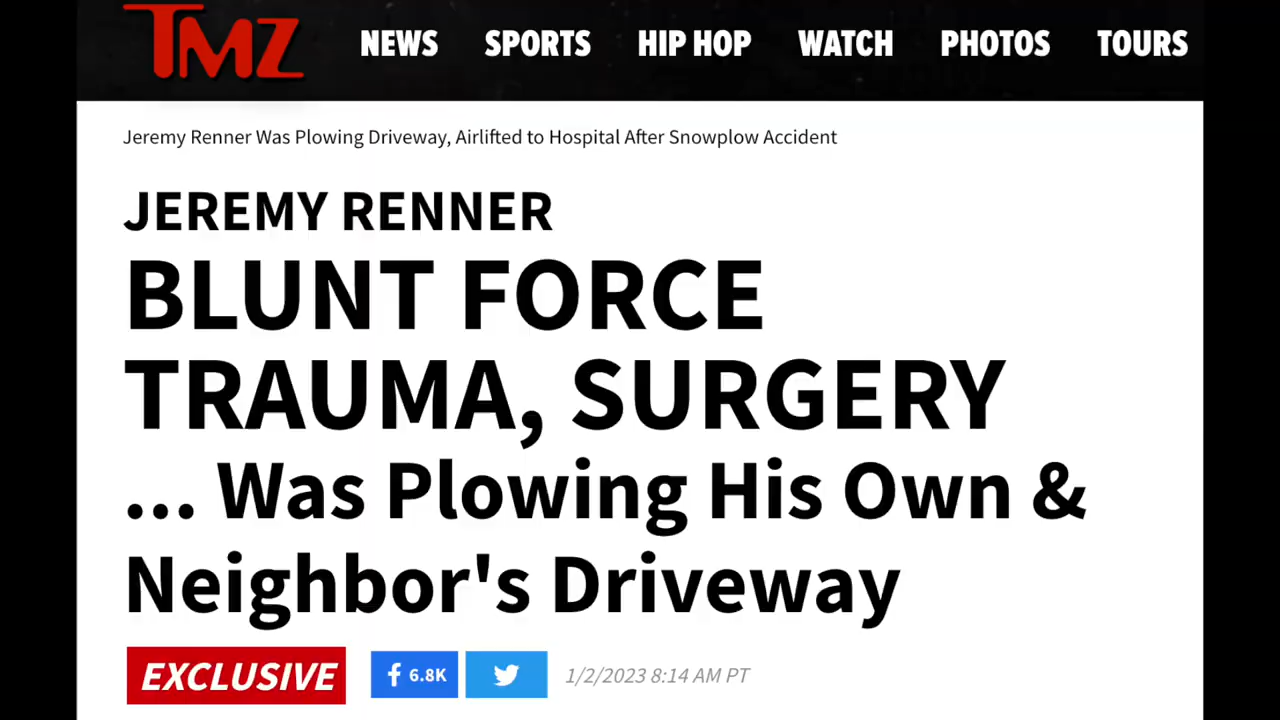 TMZ NEWS SPORTS HIP HOP WATCH PHOTOS TOURS
Jeremy Renner Was Plowing Driveway, Airlifted to Hospital After Snowplow Accident
JEREMY RENNER
BLUNT FORCE
TRAUMA, SURGERY
... Was Plowing His Own &
Neighbor's Driveway
EXCLUSIVE f 6.8K 1/2/2023 8:14 AM PT